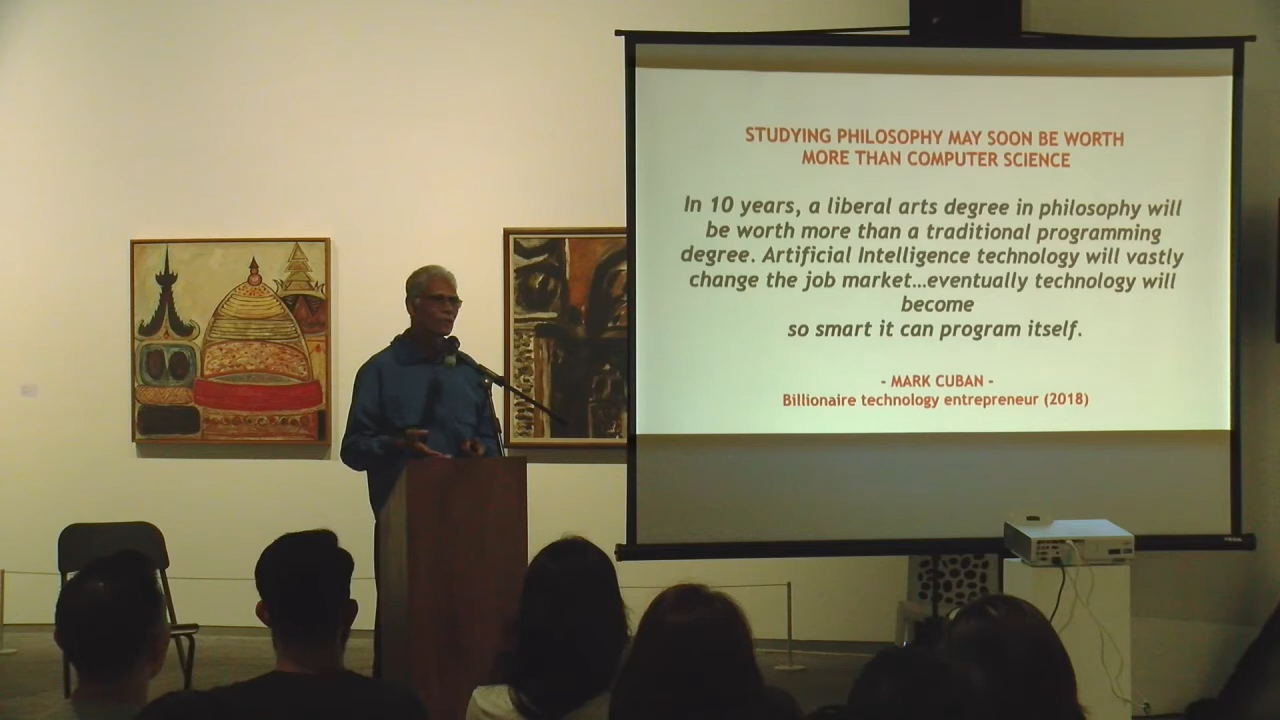 STUDYING PHILOSOPHY MAY SOON BE WORTH
MORE THAN COMPUTER SCIENCE
In 10 years, a liberal arts degree in philosophy will
be worth more than a traditional programming
degree. Artificial Intelligence technology will vastly
change the job market...eventually technology will
become
so smart it can program itself.
- MARK CUBAN -
Billionaire technology entrepreneur (2018)